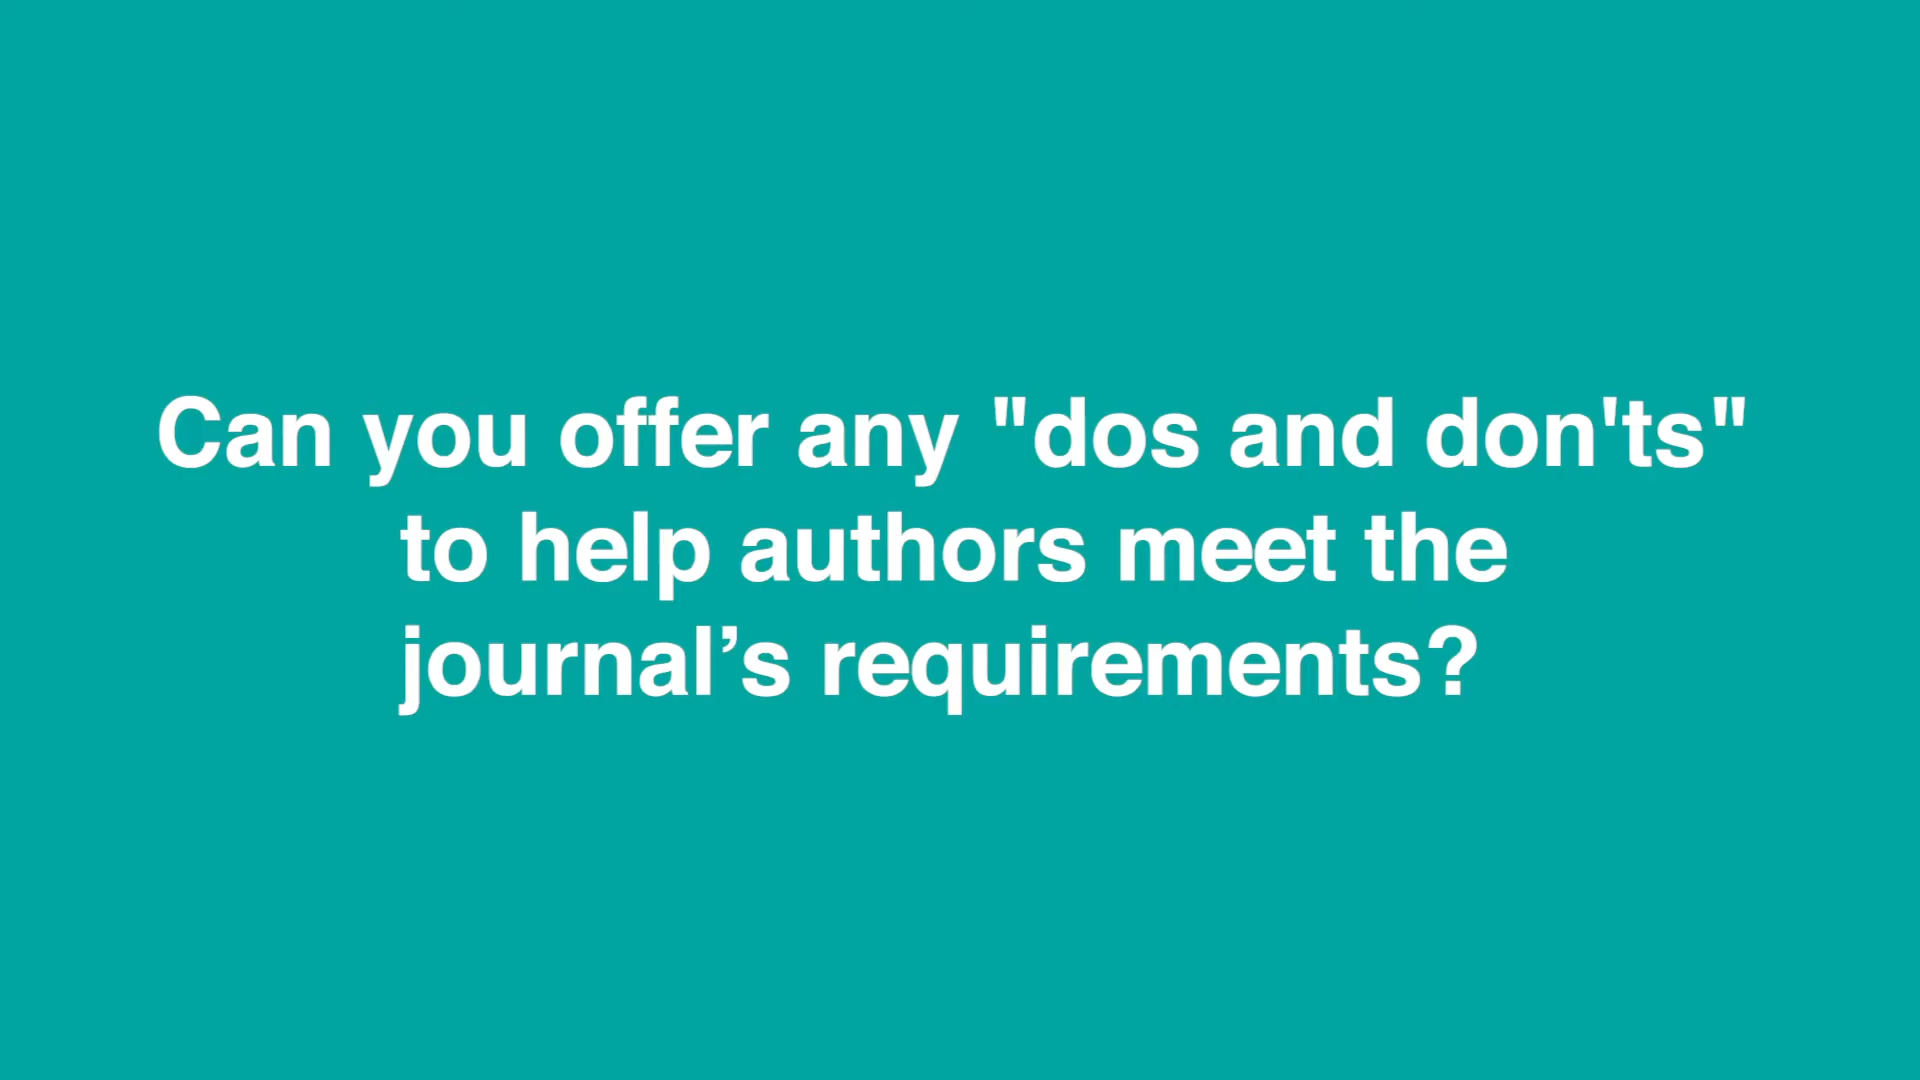 Can you offer any "dos and don'ts"
to help authors meet the
journal’s requirements?